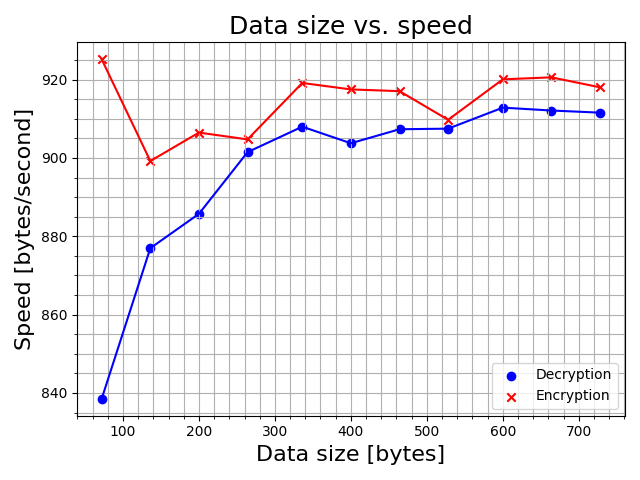 Data size vs. speed
Speed [bytes/second]
920
900
880
860
840
Decryption
Encryption
100 200 300 400 500 600 700
Data size [bytes]